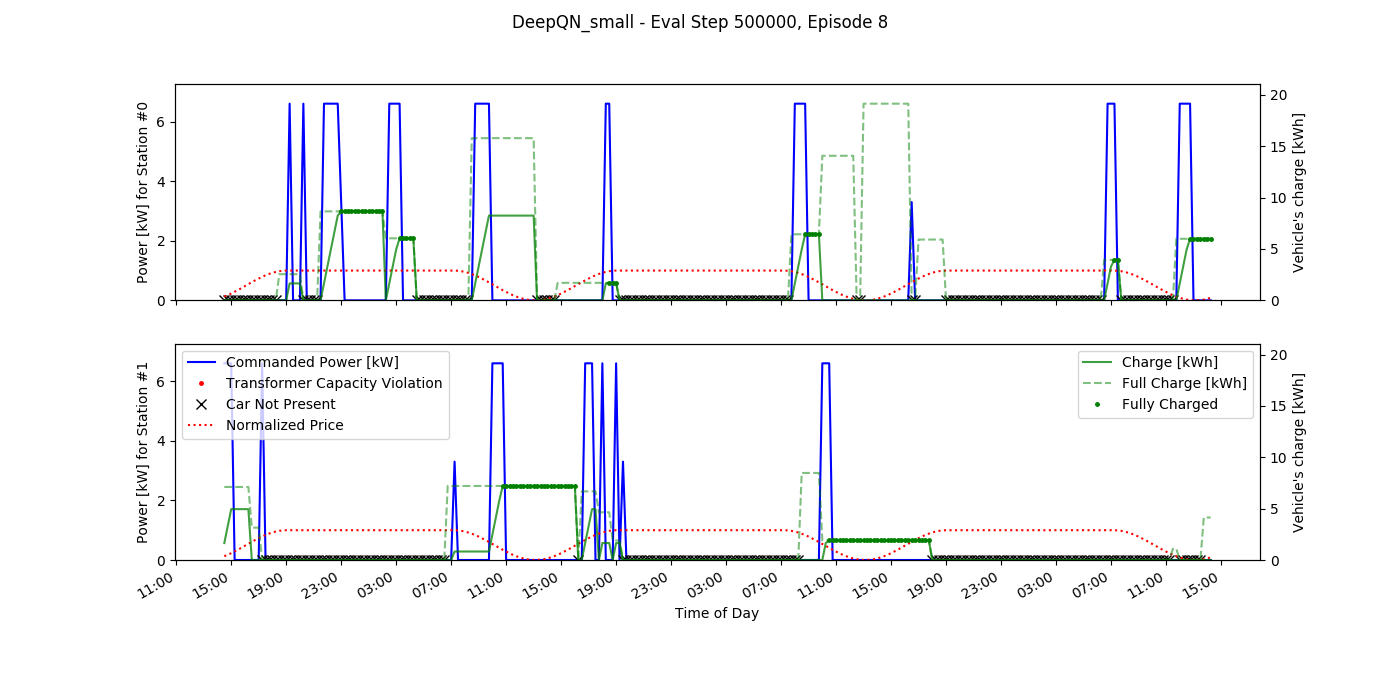 DeepQN_small - Eval Step 500000, Episode 8
Power [kW] for Station #0
6
4
2
0
20
15
10
5
0
Vehicle's charge [kWh]
Power [kW] for Station #1
6
4
2
0
Commanded Power [kW]
Transformer Capacity Violation
Car Not Present
Normalized Price
Charge [kWh]
Full Charge [kWh]
Fully Charged
20
15
10
5
0
Vehicle's charge [kWh]
11:00 15:00 19:00 23:00 03:00 07:00 11:00 15:00 19:00 23:00 03:00 07:00 11:00 15:00 19:00 23:00 03:00 07:00 11:00 15:00
Time of Day